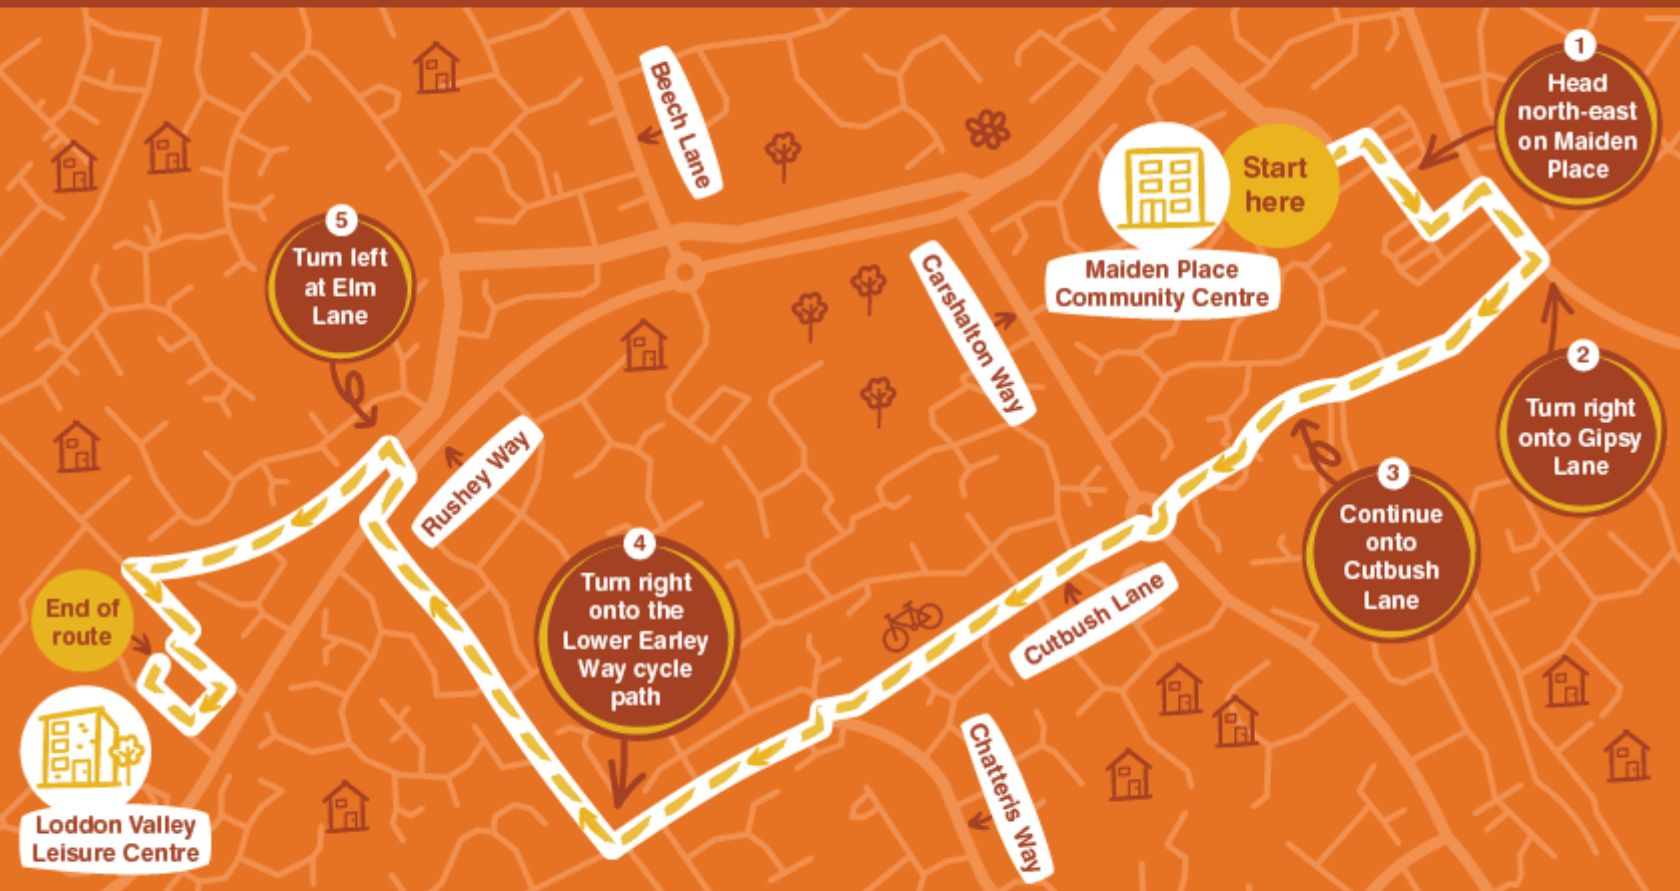 1
Head
north-east
on Maiden
Place
Start
here
Maiden Place
Community Centre
Beech Lane
5
Turn left
at Elm
Lane
Carshalton Way
2
Turn right
onto Gipsy
Lane
Rushey Way
3
Continue
onto
Cutbush
Lane
4
Turn right
onto the
Lower Earley
Way cycle
path
Cutbush Lane
End of
route
Chatteris Way
Loddon Valley
Leisure Centre